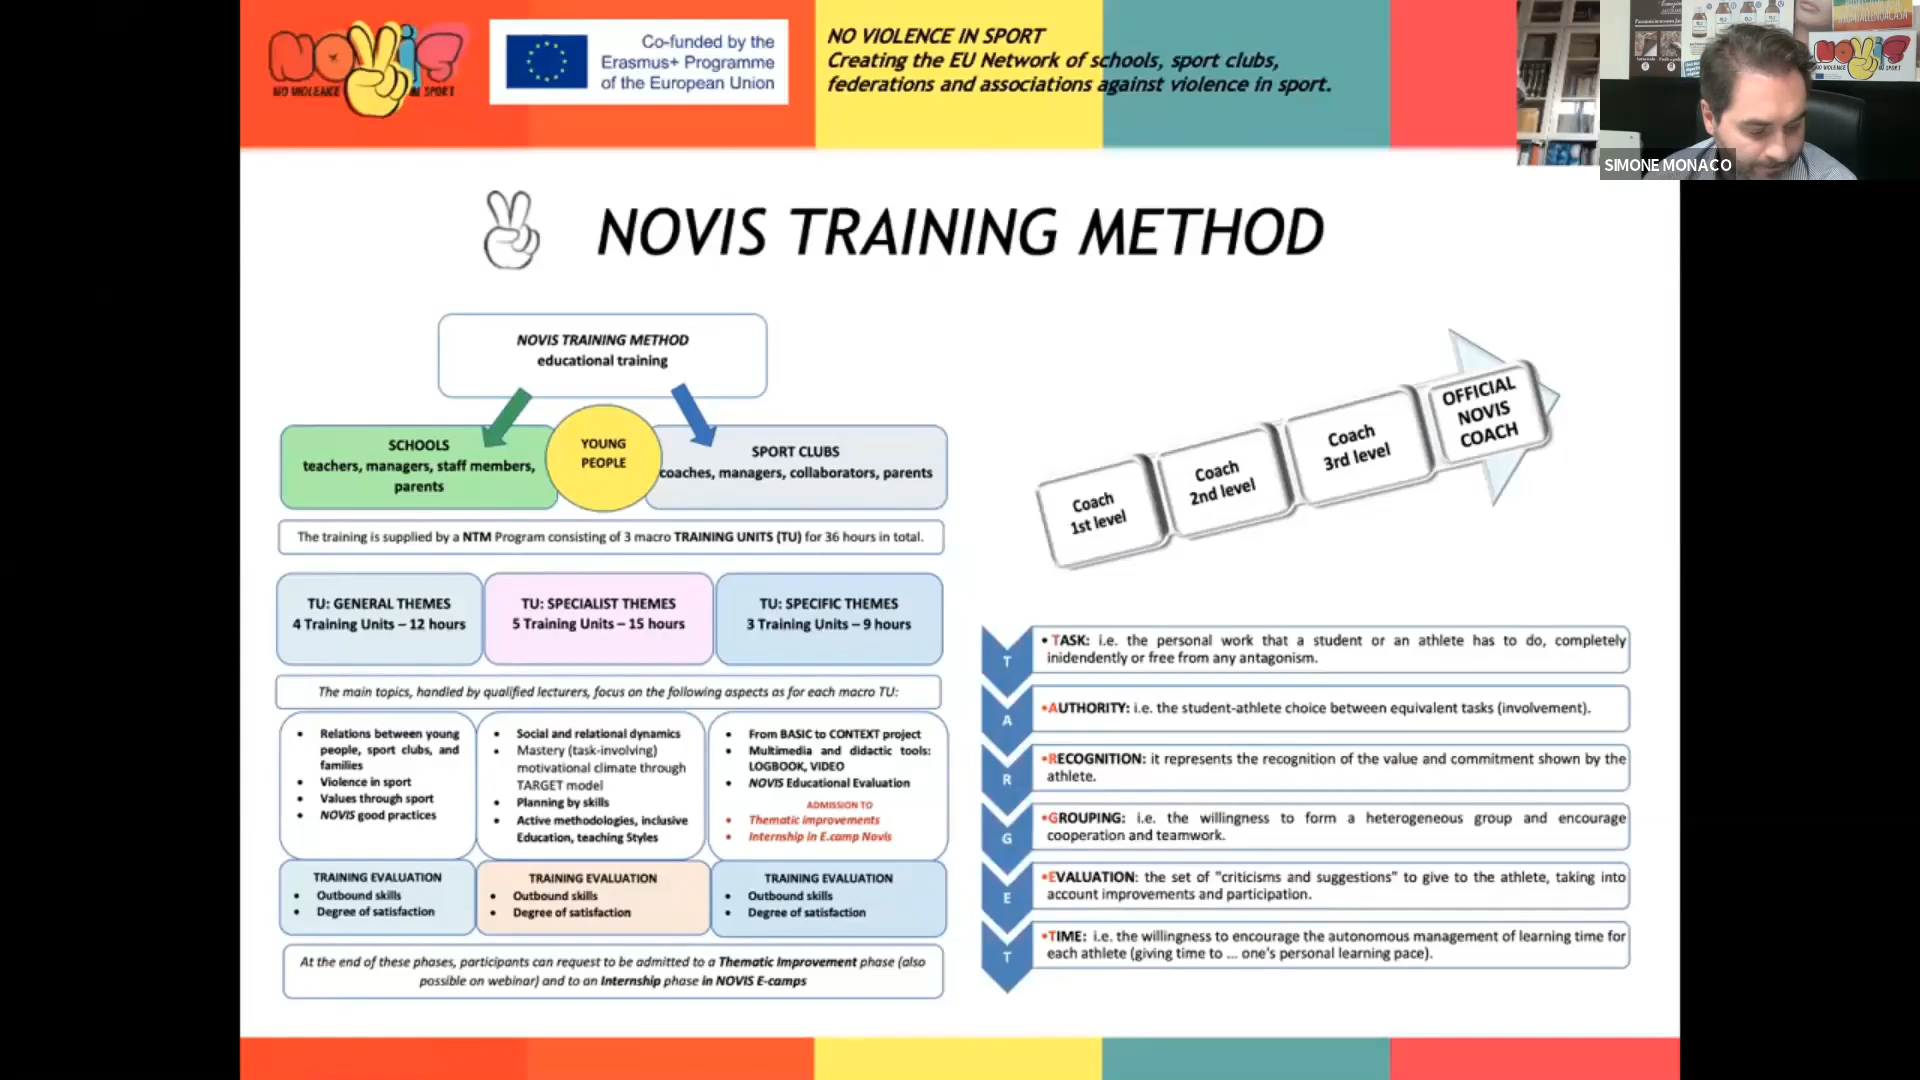 NOVIS
NO VIOLENCE IN SPORT
Co-funded by the
Erasmus+ Programme
of the European Union
NO VIOLENCE IN SPORT
Creating the EU Network of schools, sport clubs,
federations and associations against violence in sport.
NOVIS
NO VIOLENCE IN SPORT
SIMONE MONACO
NOVIS TRAINING METHOD
NOVIS TRAINING METHOD
educational training
SCHOOLS
teachers, managers, staff members,
parents
YOUNG
PEOPLE
SPORT CLUBS
coaches, managers, collaborators, parents
The training is supplied by a NTM Program consisting of 3 macro TRAINING UNITS (TU) for 36 hours in total.
TU: GENERAL THEMES
4 Training Units – 12 hours
TU: SPECIALIST THEMES
5 Training Units – 15 hours
TU: SPECIFIC THEMES
3 Training Units – 9 hours
The main topics, handled by qualified lecturers, focus on the following aspects as for each macro TU:
• Relations between young
people, sport clubs, and
families
• Violence in sport
• Values through sport
• NOVIS good practices
• Social and relational dynamics
• Mastery (task-involving)
motivational climate through
TARGET model
• Planning by skills
• Active methodologies, inclusive
Education, teaching Styles
• From BASIC to CONTEXT project
• Multimedia and didactic tools:
LOGBOOK, VIDEO
• NOVIS Educational Evaluation
ADMISSION TO
• Thematic improvements
• Internship in E.camp Novis
TRAINING EVALUATION
• Outbound skills
• Degree of satisfaction
TRAINING EVALUATION
• Outbound skills
• Degree of satisfaction
TRAINING EVALUATION
• Outbound skills
• Degree of satisfaction
At the end of these phases, participants can request to be admitted to a Thematic Improvement phase (also
possible on webinar) and to an Internship phase in NOVIS E-camps
Coach
1st level
Coach
2nd level
Coach
3rd level
OFFICIAL
NOVIS
COACH
T
• TASK: i.e. the personal work that a student or an athlete has to do, completely
inidendently or free from any antagonism.
A
•AUTHORITY: i.e. the student-athlete choice between equivalent tasks (involvement).
R
•RECOGNITION: it represents the recognition of the value and commitment shown by the
athlete.
G
•GROUPING: i.e. the willingness to form a heterogeneous group and encourage
cooperation and teamwork.
E
•EVALUATION: the set of "criticisms and suggestions" to give to the athlete, taking into
account improvements and participation.
T
•TIME: i.e. the willingness to encourage the autonomous management of learning time for
each athlete (giving time to ... one's personal learning pace).